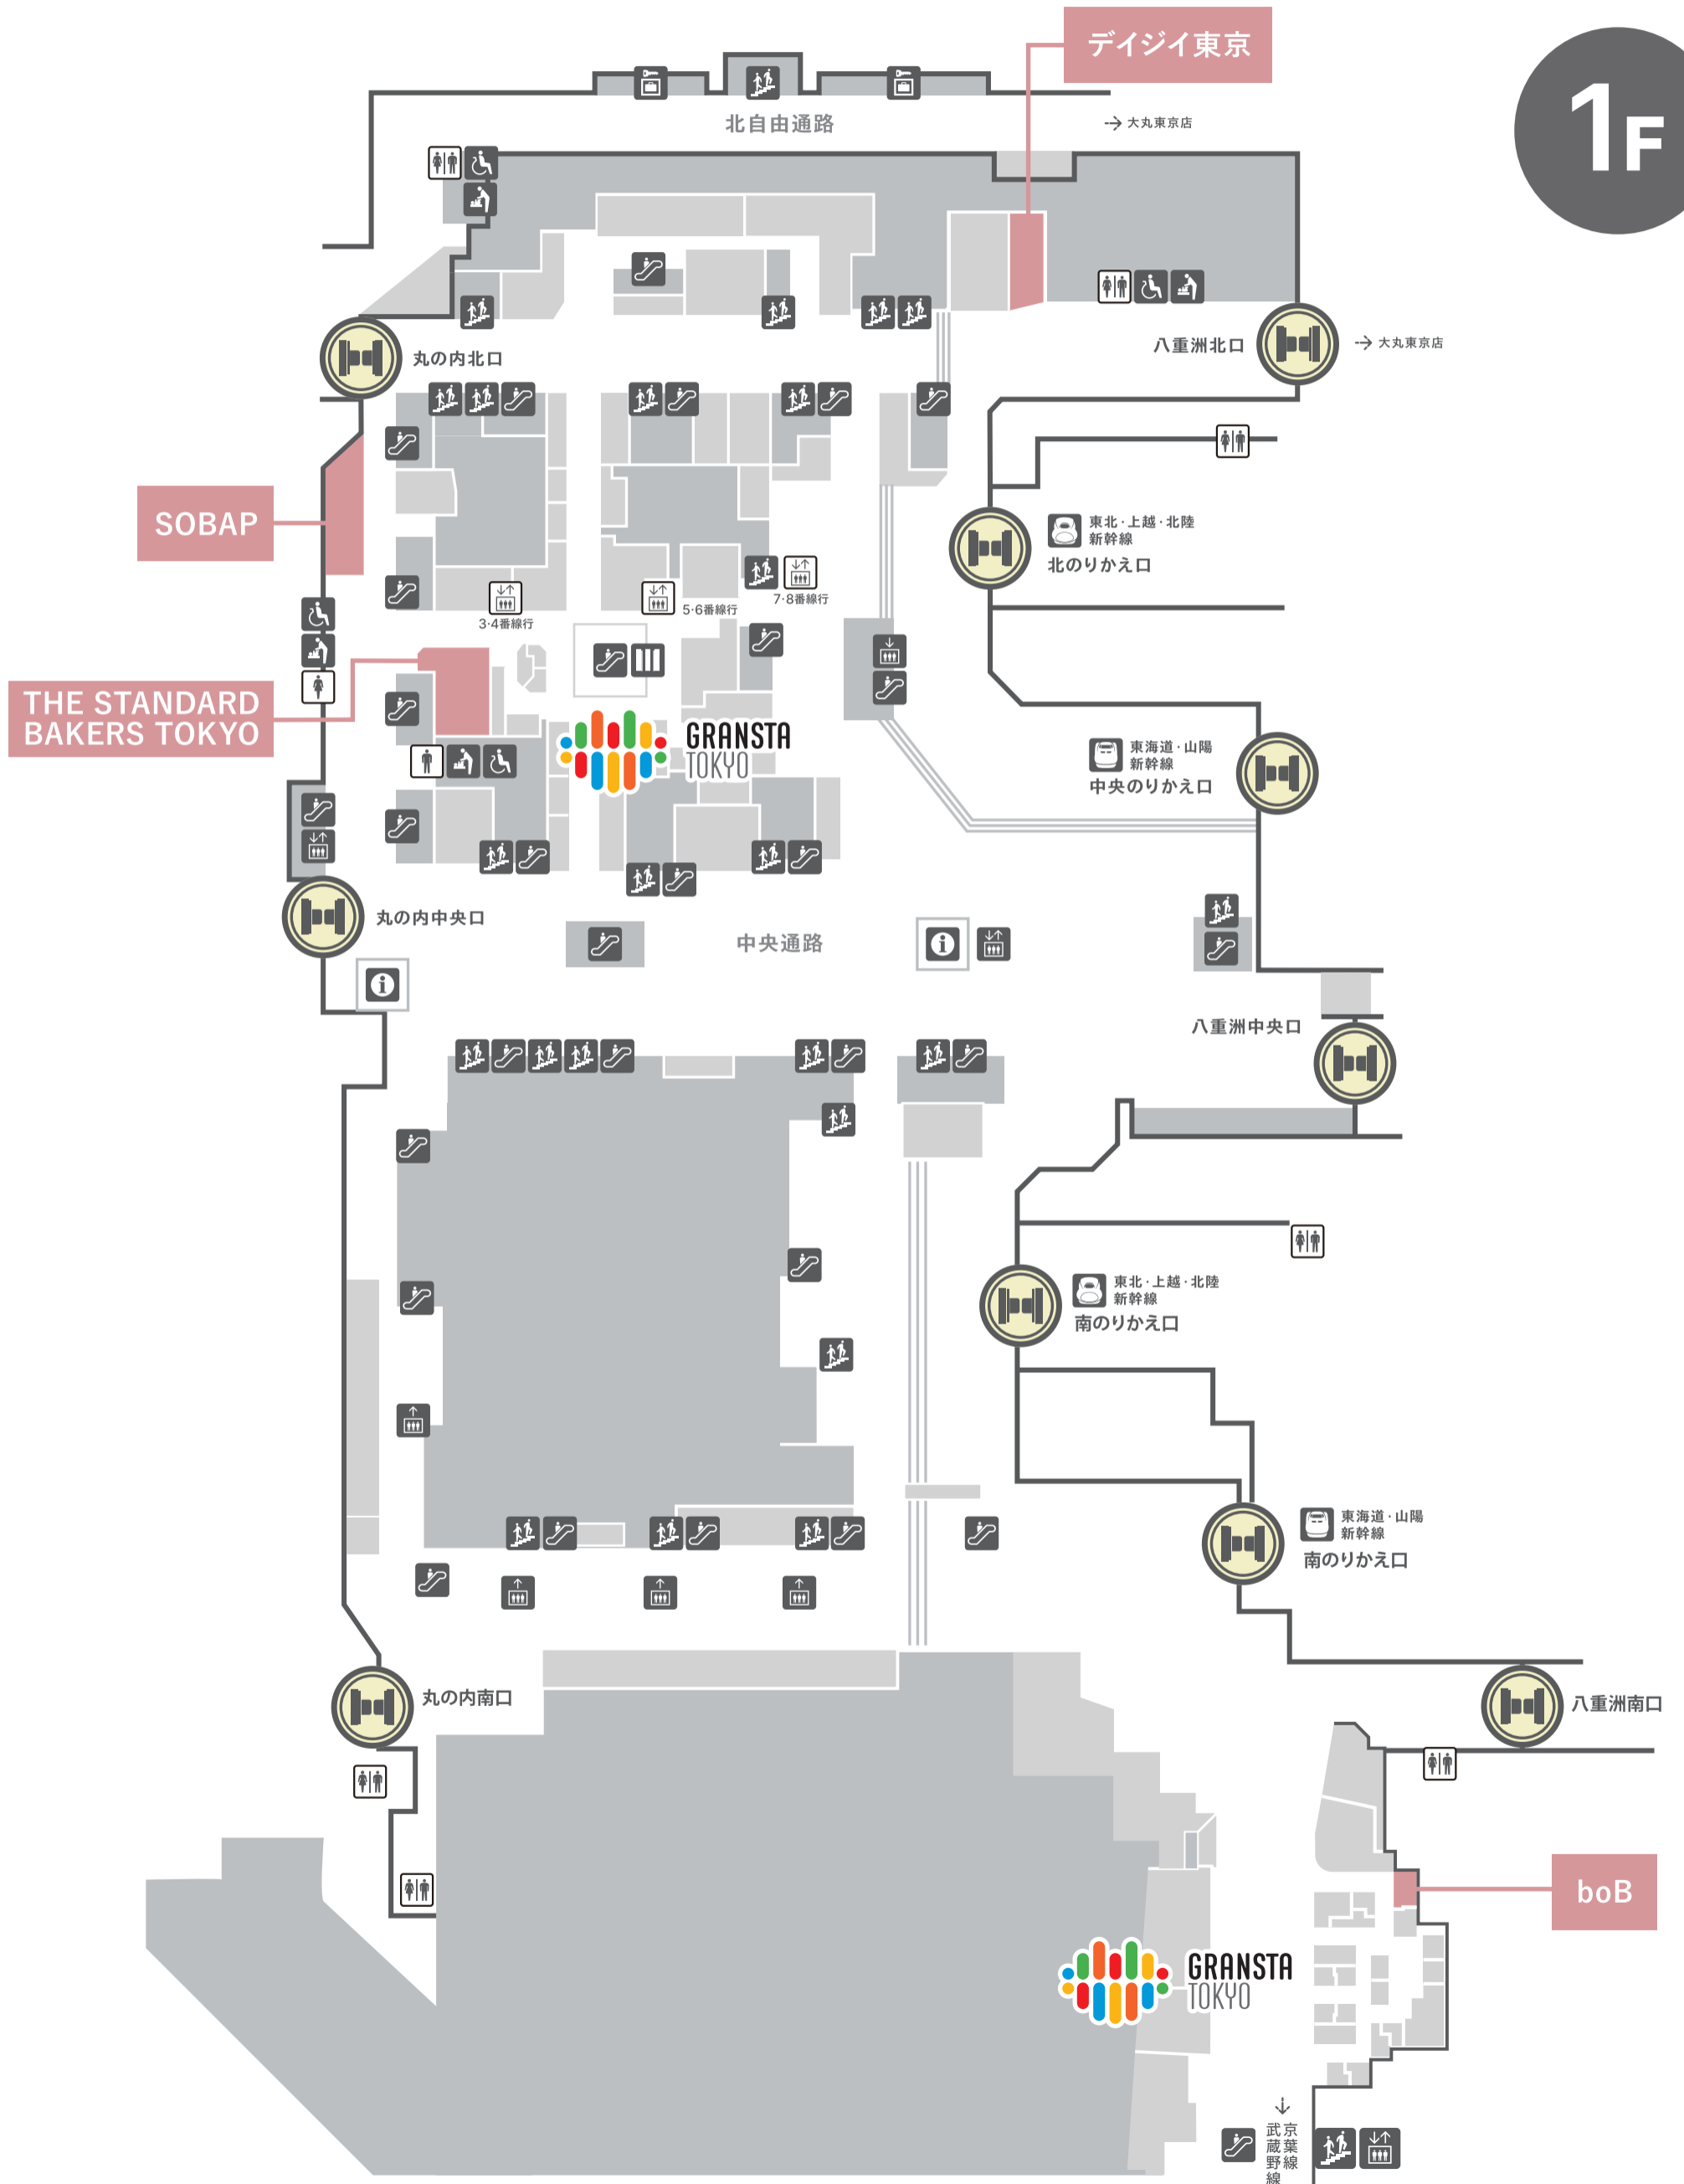 デイジイ東京
1F
北自由通路
大丸東京店
丸の内北口
八重洲北口
大丸東京店
SOBAP
東北・上越・北陸
新幹線
北のりかえ口
3・4番線行
5・6番線行
7・8番線行
THE STANDARD
BAKERS TOKYO
GRANSTA
TOKYO
東海道・山陽
新幹線
中央のりかえ口
丸の内中央口
中央通路
八重洲中央口
東北・上越・北陸
新幹線
南のりかえ口
東海道・山陽
新幹線
南のりかえ口
丸の内南口
八重洲南口
boB
GRANSTA
TOKYO
京葉線
武蔵野線